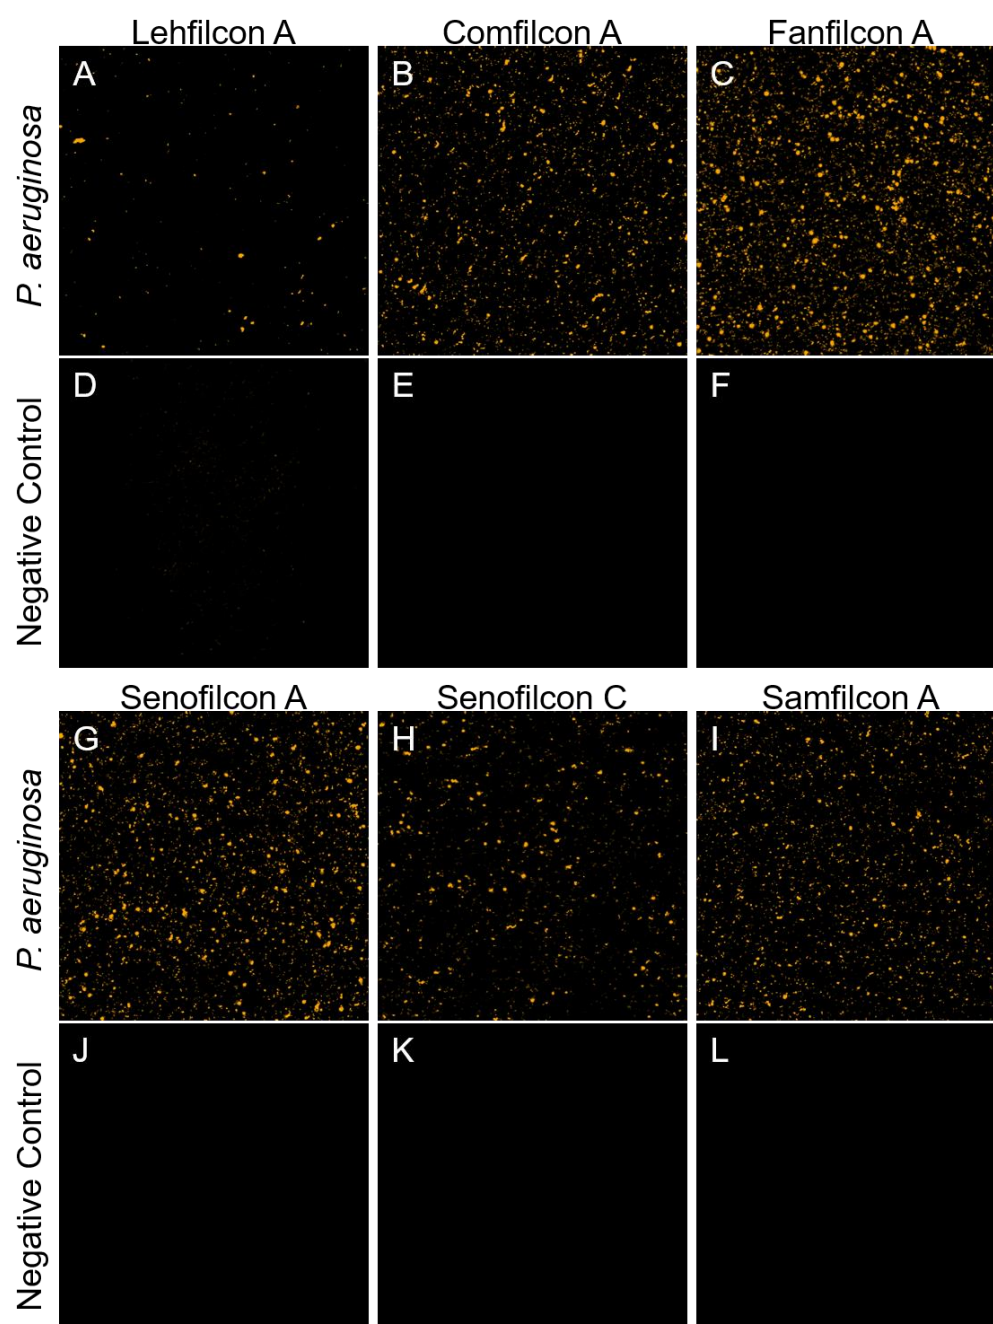 Lehfilcon A Comfilcon A Fanfilcon A
P. aeruginosa
A B C
Negative Control
D E F
Senofilcon A Senofilcon C Samfilcon A
P. aeruginosa
G H I
Negative Control
J K L